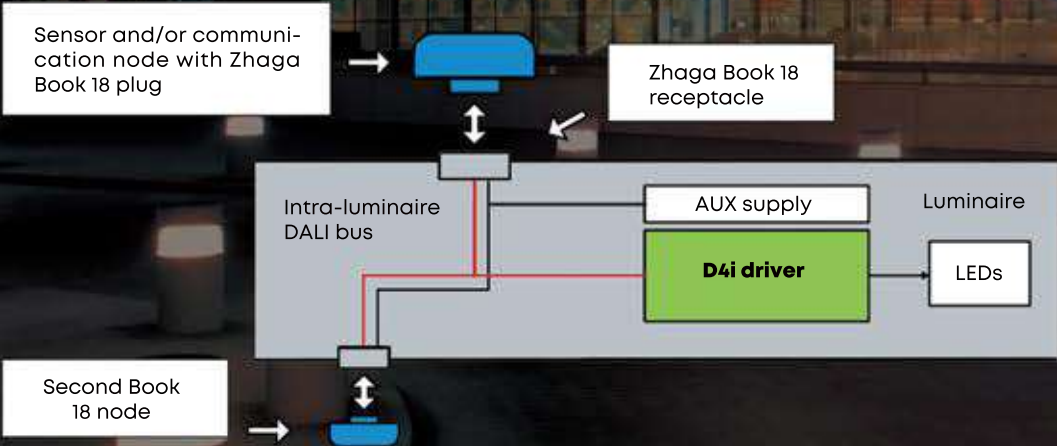 Sensor and/or communi-
cation node with Zhaga
Book 18 plug
Zhaga Book 18
receptacle
Intra-luminaire
DALI bus
AUX supply
Luminaire
D4i driver
LEDs
Second Book
18 node